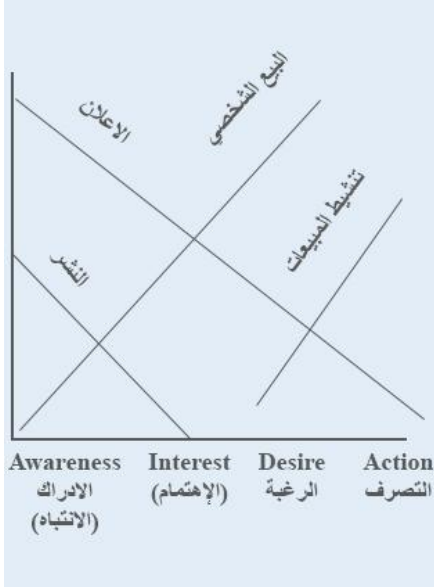 البيع الشخصي
الاعلان
تنشيط المبيعات
النشر
Awareness Interest Desire Action
الادراك (الإهتمام) الرغبة التصرف
(الانتباه)